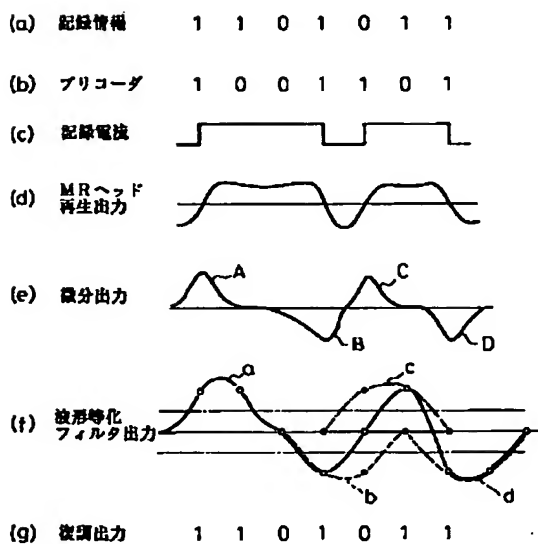 (a) 記録情報 1 1 0 1 0 1 1
(b) プリコーダ 1 0 0 1 1 0 1
(c) 記録電流
(d) MRヘッド
再生出力
(e) 微分出力
A
C
B
D
(f) 波形等化
フィルタ出力
a
c
b
d
(g) 復調出力 1 1 0 1 0 1 1